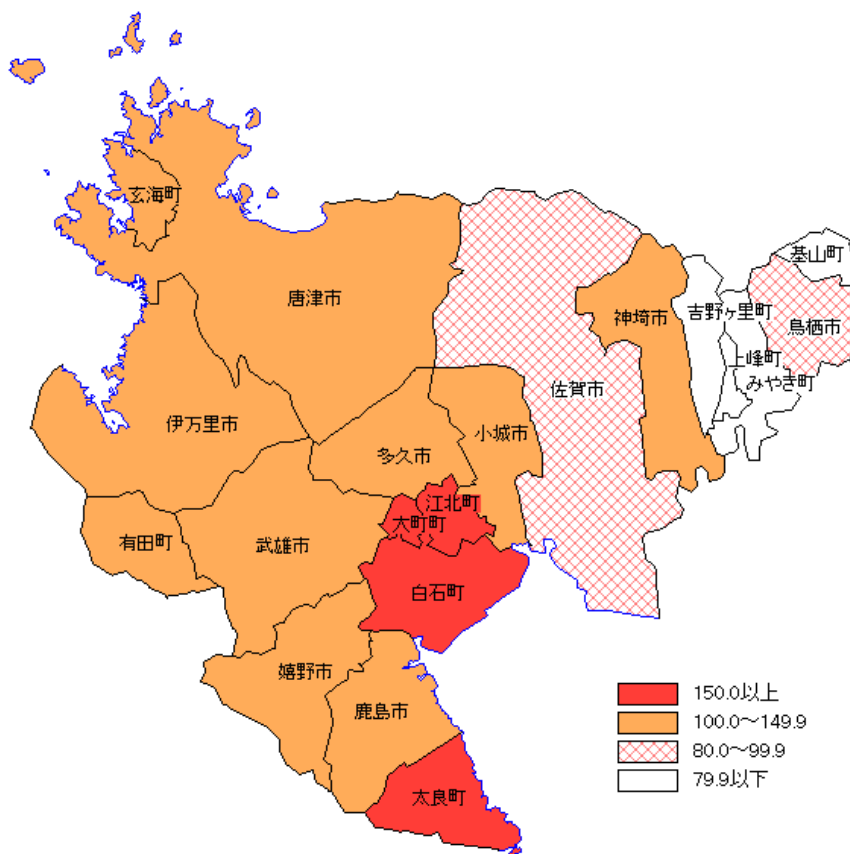 玄海町
基山町
唐津市
吉野ヶ里町
神埼市
鳥栖市
上峰町
みやき町
佐賀市
伊万里市
小城市
多久市
江北町
大町町
有田町
武雄市
白石町
嬉野市
鹿島市
太良町
150.0以上
100.0～149.9
80.0～99.9
79.9以下